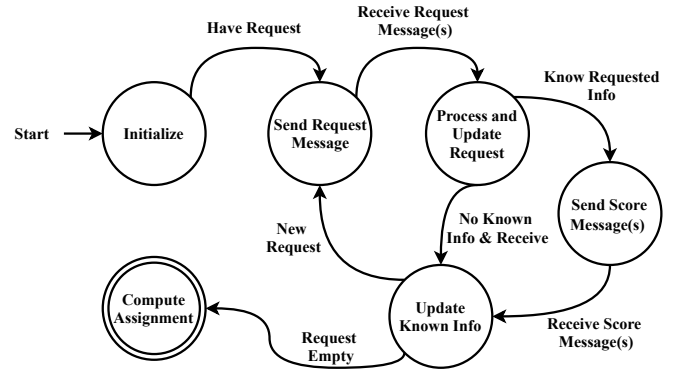 Have Request
Receive Request
Message(s)
Know Requested
Info
Start
Initialize
Send Request
Message
Process and
Update
Request
Send Score
Message(s)
New
Request
No Known
Info & Receive
Compute
Assignment
Update
Known Info
Request
Empty
Receive Score
Message(s)